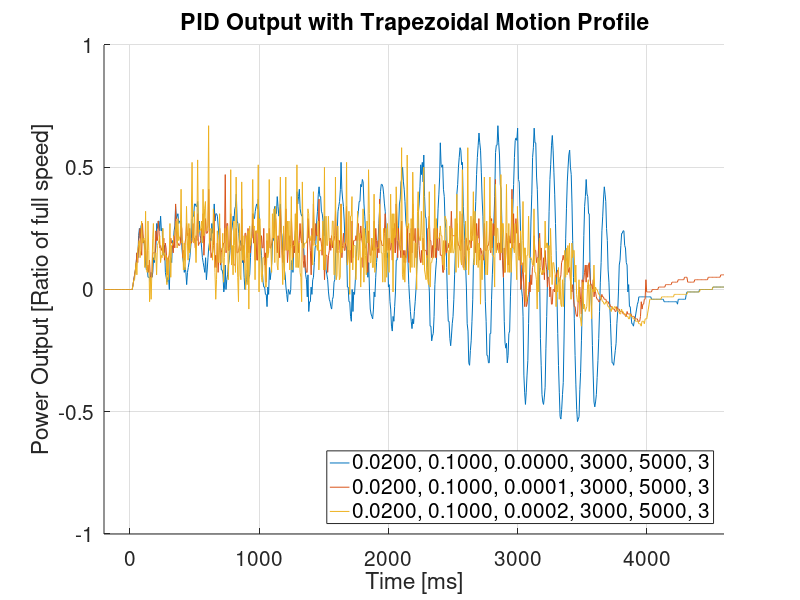 PID Output with Trapezoidal Motion Profile
Power Output [Ratio of full speed]
1
0.5
0
-0.5
-1
0.0200, 0.1000, 0.0000, 3000, 5000, 3
0.0200, 0.1000, 0.0001, 3000, 5000, 3
0.0200, 0.1000, 0.0002, 3000, 5000, 3
0 1000 2000 3000 4000
Time [ms]